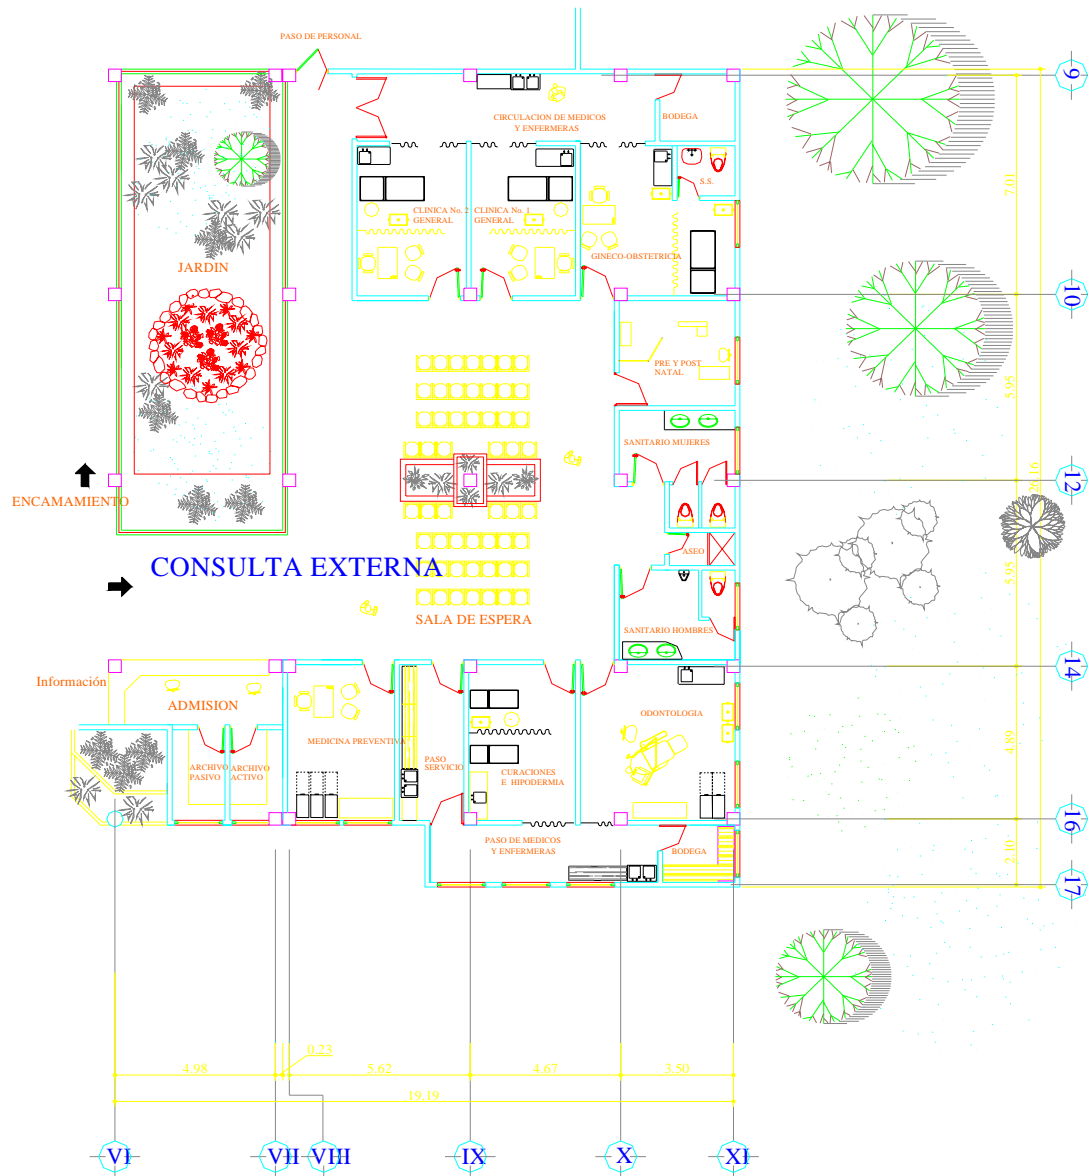 PASO DE PERSONAL
9
CIRCULACION DE MEDICOS
Y ENFERMERAS
BODEGA
S.S.
7.01
CLINICA No. 2
GENERAL
CLINICA No. 1
GENERAL
GINECO-OBSTETRICIA
JARDIN
10
PRE Y POST
NATAL
5.95
SANITARIO MUJERES
12
26.16
ENCAMAMIENTO
ASEO
CONSULTA EXTERNA
5.95
SALA DE ESPERA
SANITARIO HOMBRES
14
Información
ADMISION
ODONTOLOGIA
MEDICINA PREVENTIVA
4.89
PASO
SERVICIO
ARCHIVO
PASIVO
ARCHIVO
ACTIVO
CURACIONES
E HIPODERMIA
16
PASO DE MEDICOS
Y ENFERMERAS
BODEGA
2.10
17
0.23
4.98
5.62
4.67
3.50
19.19
VI
VII
VIII
IX
X
XI